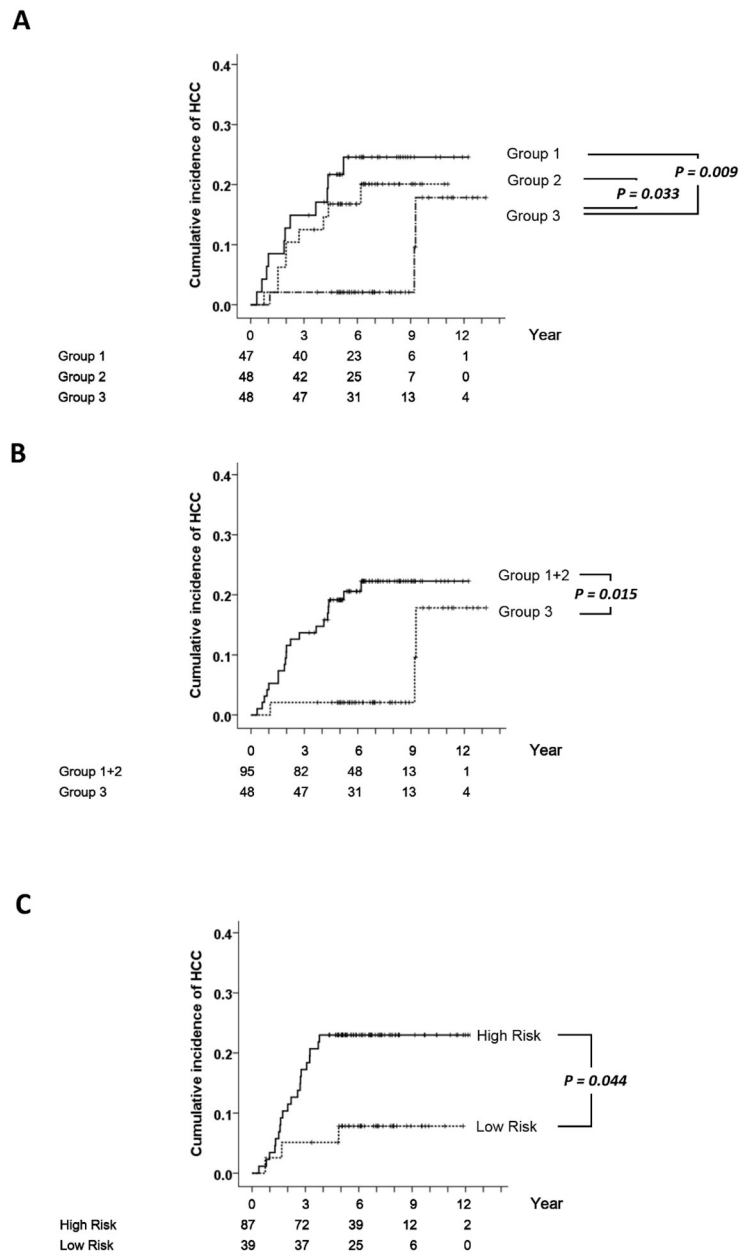 A
Cumulative incidence of HCC
0.4
0.3
0.2
0.1
0.0
Group 1
Group 2
Group 3
P = 0.009
P = 0.033
0 3 6 9 12 Year
Group 1 47 40 23 6 1
Group 2 48 42 25 7 0
Group 3 48 47 31 13 4
B
Cumulative incidence of HCC
0.4
0.3
0.2
0.1
0.0
Group 1+2
Group 3
P = 0.015
0 3 6 9 12 Year
Group 1+2 95 82 48 13 1
Group 3 48 47 31 13 4
C
Cumulative incidence of HCC
0.4
0.3
0.2
0.1
0.0
High Risk
Low Risk
P = 0.044
0 3 6 9 12 Year
High Risk 87 72 39 12 2
Low Risk 39 37 25 6 0